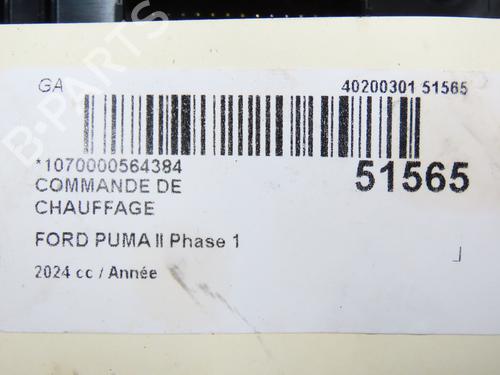 GA 40200301 51565
*1070000564384
51565
COMMANDE DE
CHAUFFAGE
FORD PUMA II Phase 1
2024 cc / Année
B-PARTS